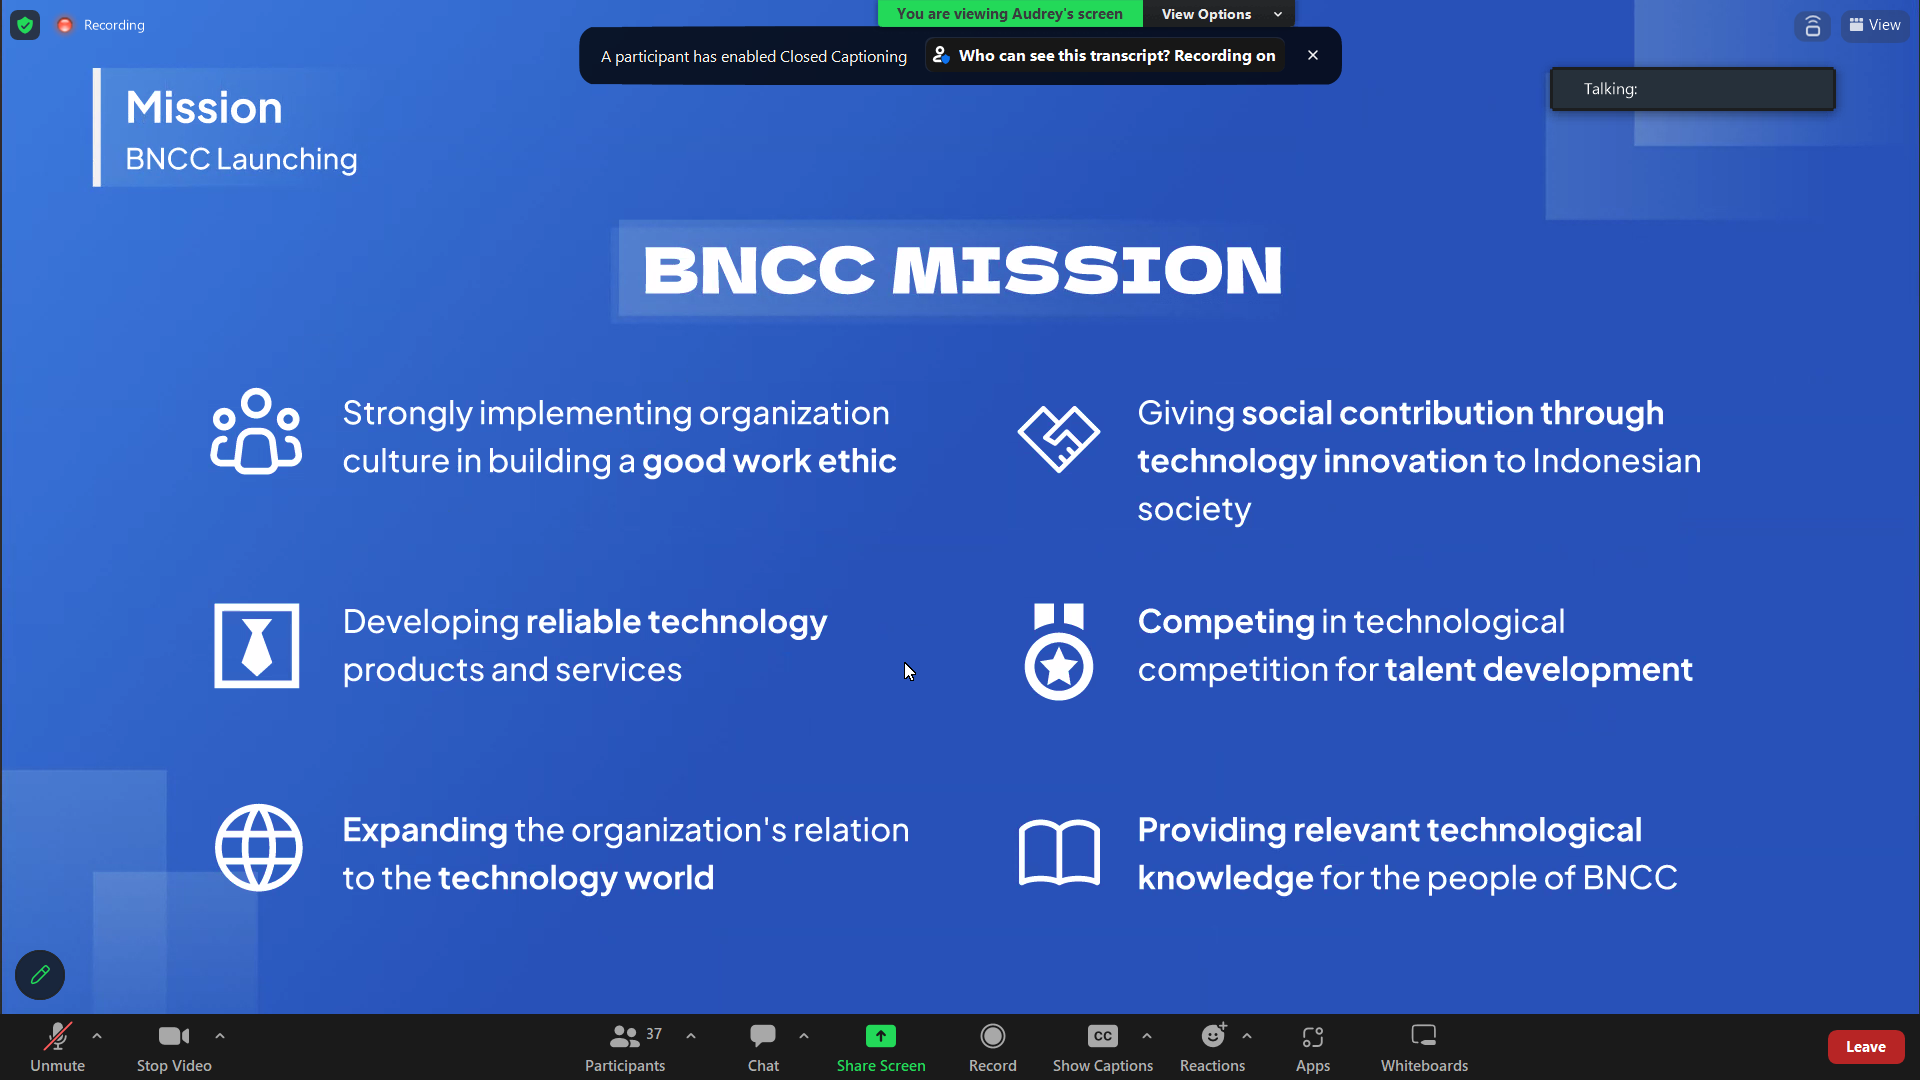 Recording
You are viewing Audrey's screen
View Options
A participant has enabled Closed Captioning
Who can see this transcript? Recording on
View
Talking:
Mission
BNCC Launching
BNCC MISSION
Strongly implementing organization
culture in building a good work ethic
Giving social contribution through
technology innovation to Indonesian
society
Developing reliable technology
products and services
Competing in technological
competition for talent development
Expanding the organization's relation
to the technology world
Providing relevant technological
knowledge for the people of BNCC
Unmute
Stop Video
37
Participants
Chat
Share Screen
Record
CC
Show Captions
Reactions
Apps
Whiteboards
Leave